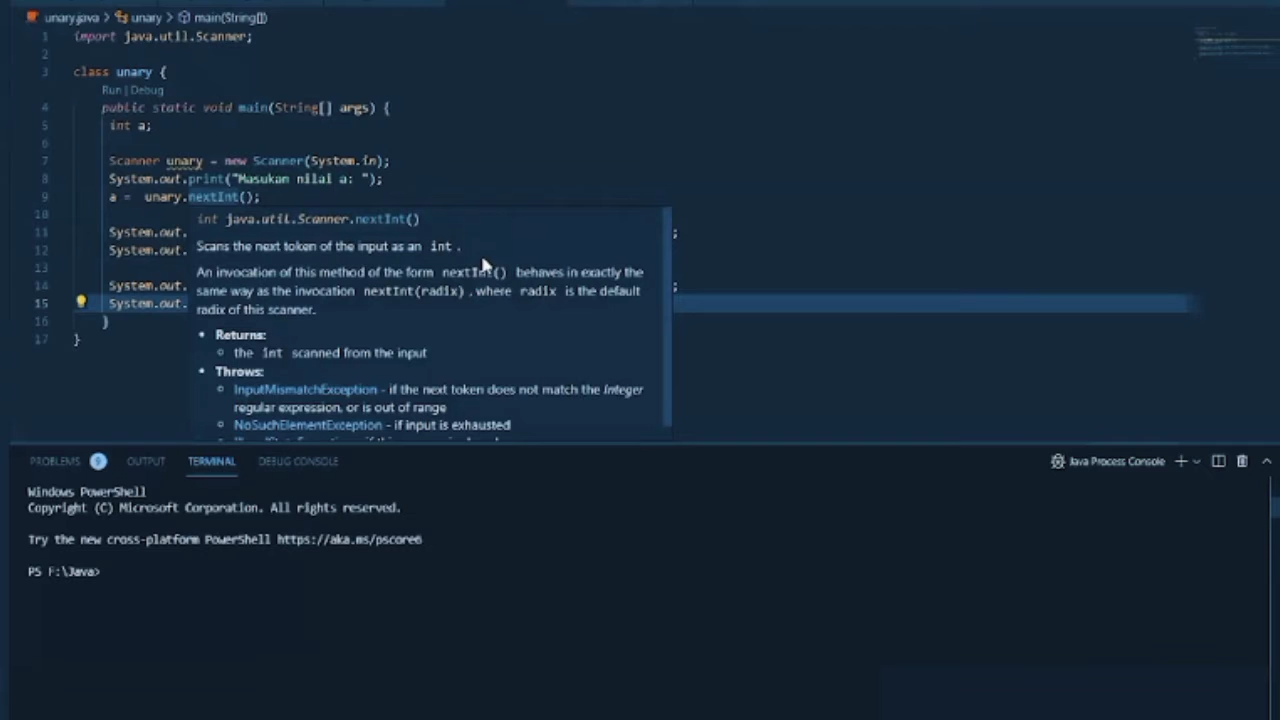 unary.java > unary > main(String[])
1 import java.util.Scanner;
2
3 class unary {
Run | Debug
4 public static void main(String[] args) {
5 int a;
6
7 Scanner unary = new Scanner(System.in);
8 System.out.print("Masukan nilai a: ");
9 a = unary.nextInt();
10
11 System.out. ;
12 System.out.
13
14 System.out. ;
15 System.out.
16 }
17 }
int java.util.Scanner.nextInt()
Scans the next token of the input as an int .
An invocation of this method of the form nextInt() behaves in exactly the
same way as the invocation nextInt(radix) , where radix is the default
radix of this scanner.
• Returns:
○ the int scanned from the input
• Throws:
○ InputMismatchException - if the next token does not match the Integer
regular expression, or is out of range
○ NoSuchElementException - if input is exhausted
PROBLEMS OUTPUT TERMINAL DEBUG CONSOLE Java Process Console
Windows PowerShell
Copyright (C) Microsoft Corporation. All rights reserved.
Try the new cross-platform PowerShell https://aka.ms/pscore6
PS F:\Java>